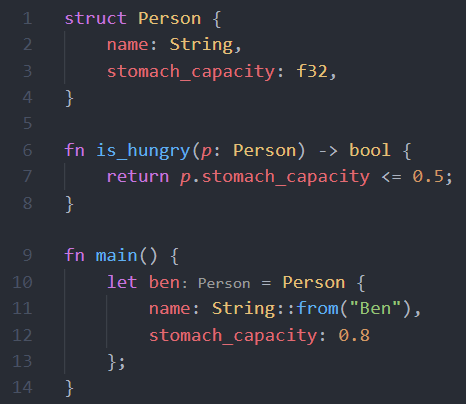 1 struct Person {
2     name: String,
3     stomach_capacity: f32,
4 }
5
6 fn is_hungry(p: Person) -> bool {
7     return p.stomach_capacity <= 0.5;
8 }
9 fn main() {
10     let ben: Person = Person {
11         name: String::from("Ben"),
12         stomach_capacity: 0.8
13     };
14 }